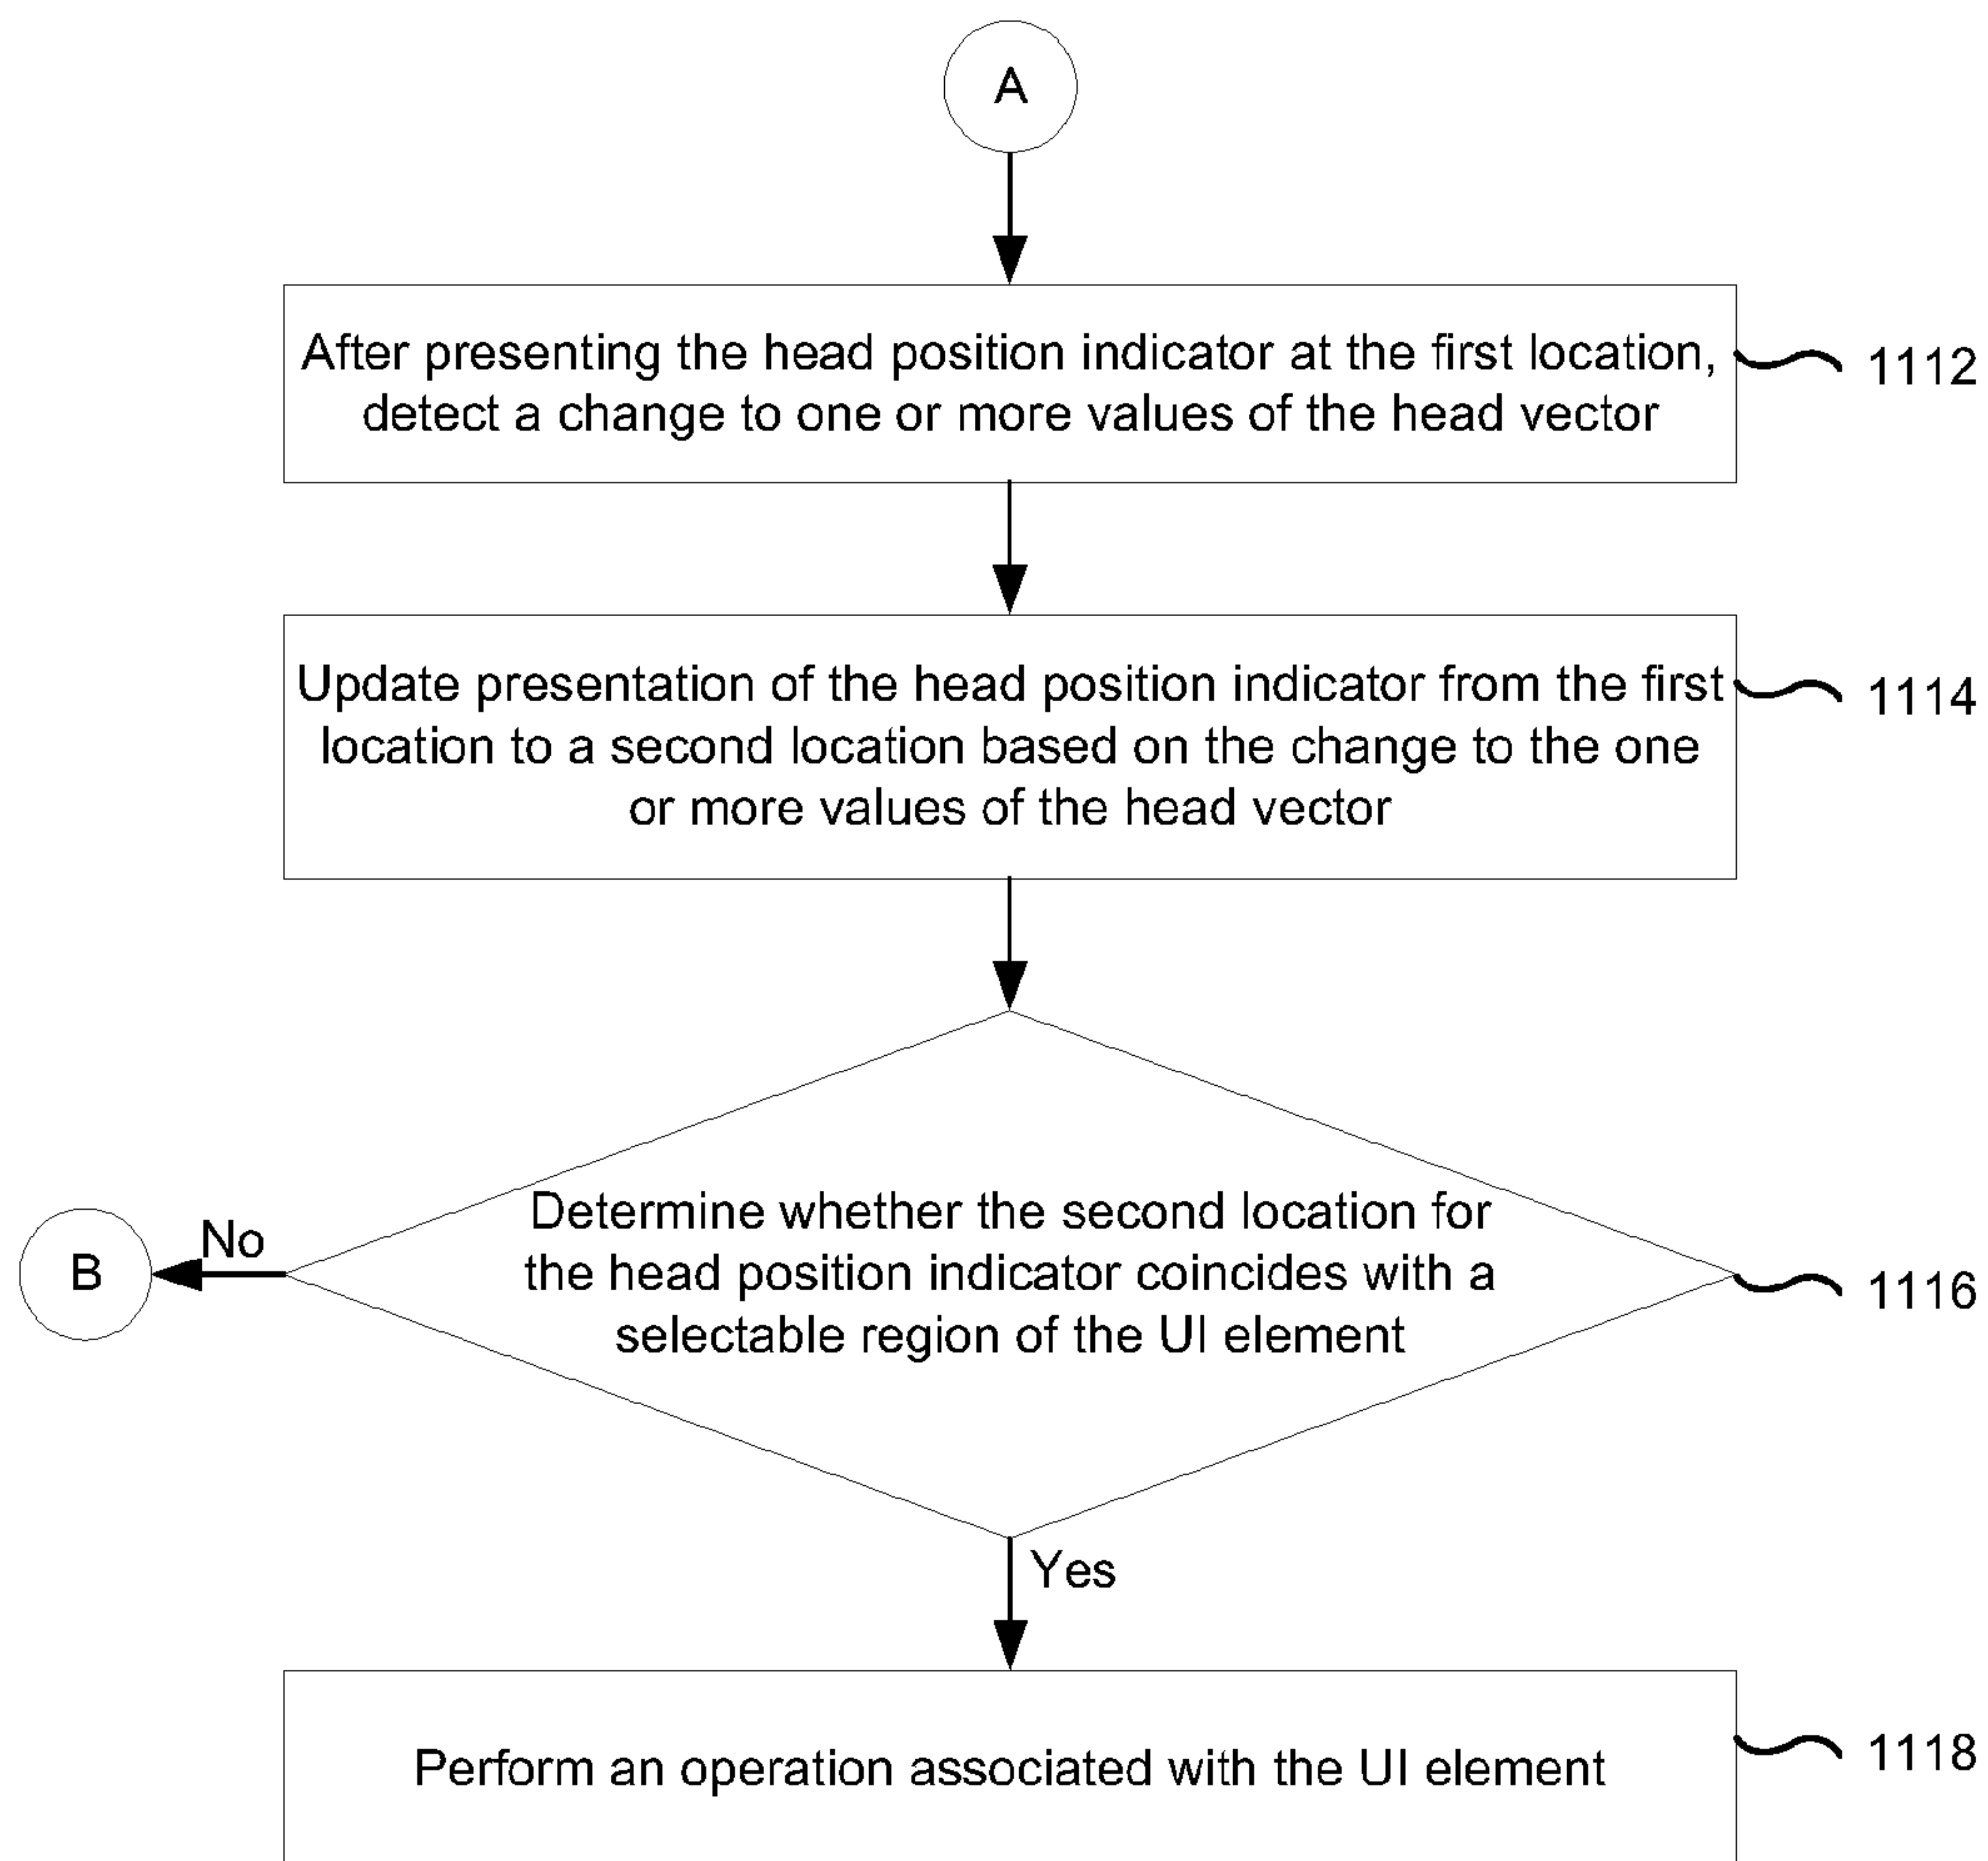 A
After presenting the head position indicator at the first location,
detect a change to one or more values of the head vector
1112
Update presentation of the head position indicator from the first
location to a second location based on the change to the one
or more values of the head vector
1114
Determine whether the second location for
the head position indicator coincides with a
selectable region of the UI element
1116
No
B
Yes
Perform an operation associated with the UI element
1118